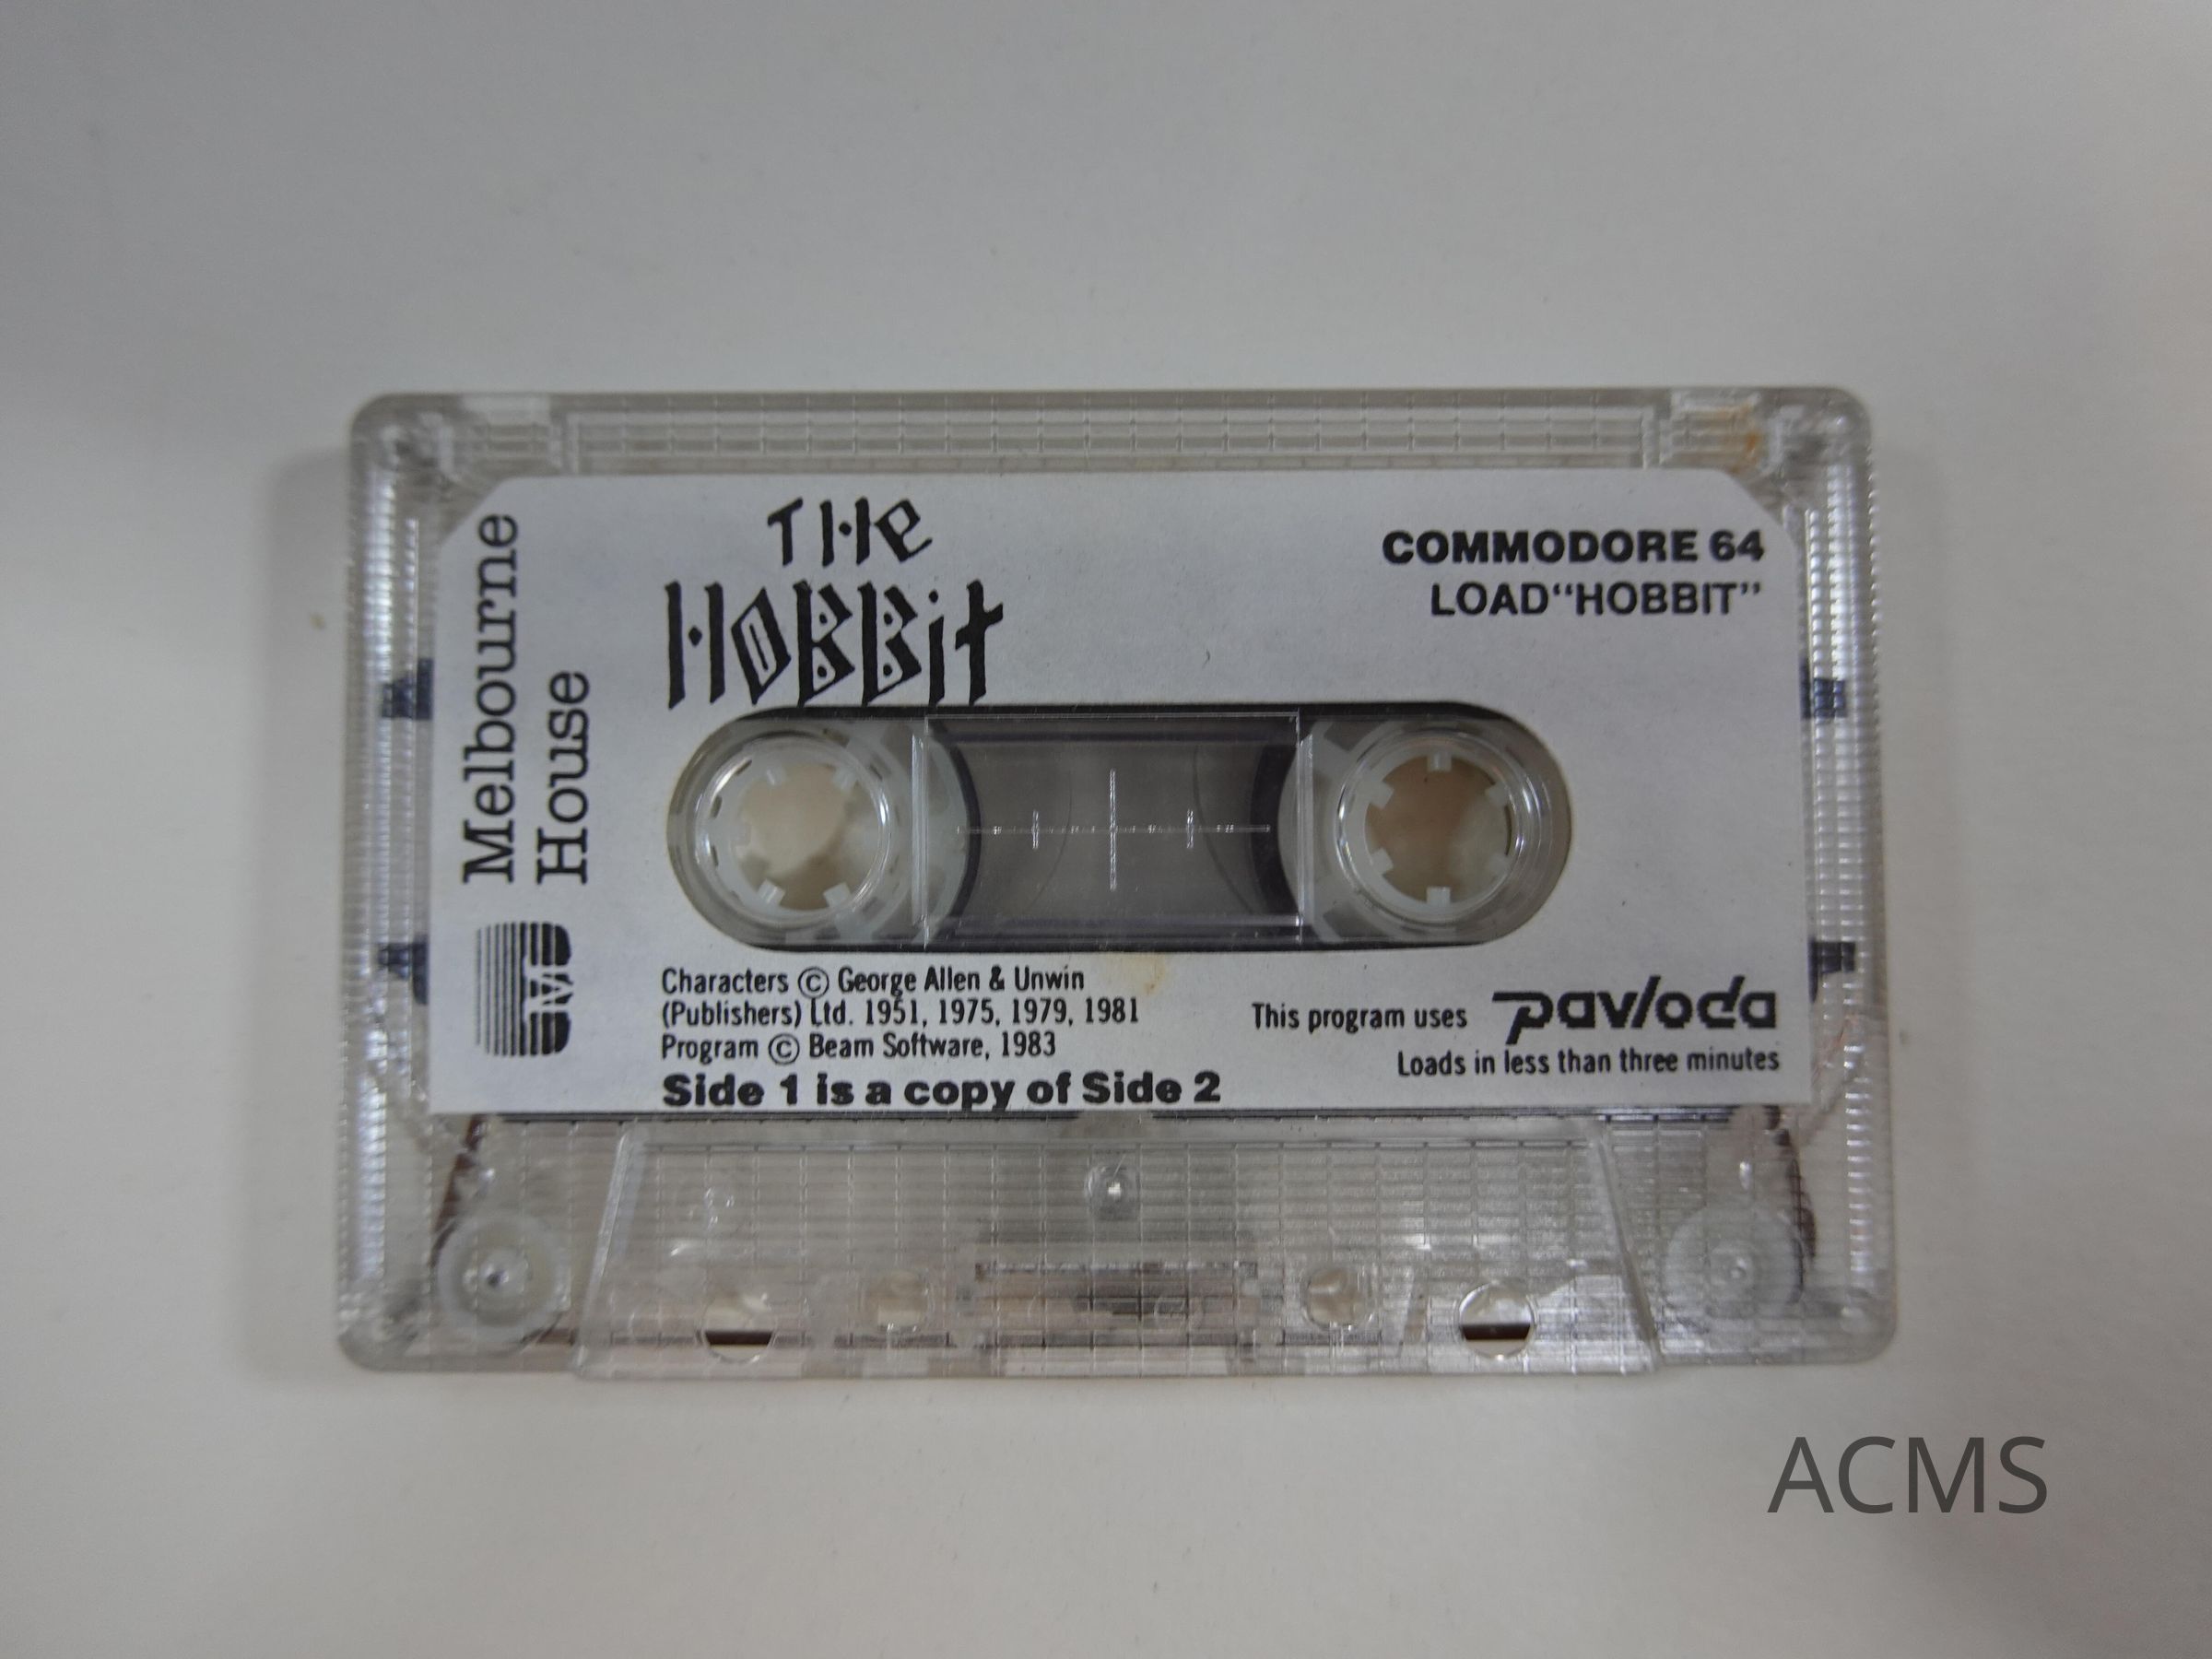 THE
HOBBiT
COMMODORE 64
LOAD“HOBBIT”
Melbourne
House
Characters © George Allen & Unwin
(Publishers) Ltd. 1951, 1975, 1979, 1981
Program © Beam Software, 1983
Side 1 is a copy of Side 2
This program uses pavloda
Loads in less than three minutes
ACMS